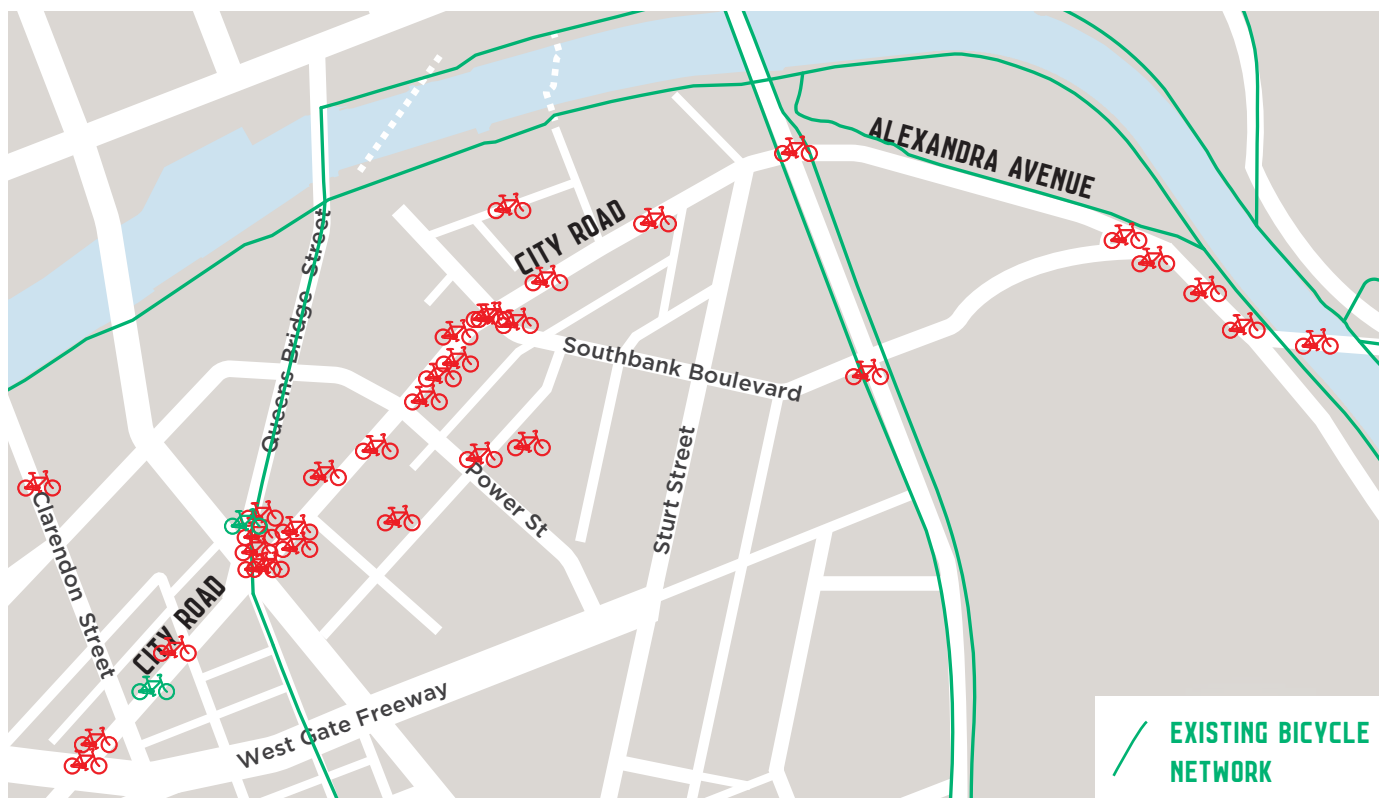 ALEXANDRA AVENUE
CITY ROAD
Queens Bridge Street
Southbank Boulevard
Sturt Street
Power St
Clarendon Street
CITY ROAD
West Gate Freeway
EXISTING BICYCLE
NETWORK